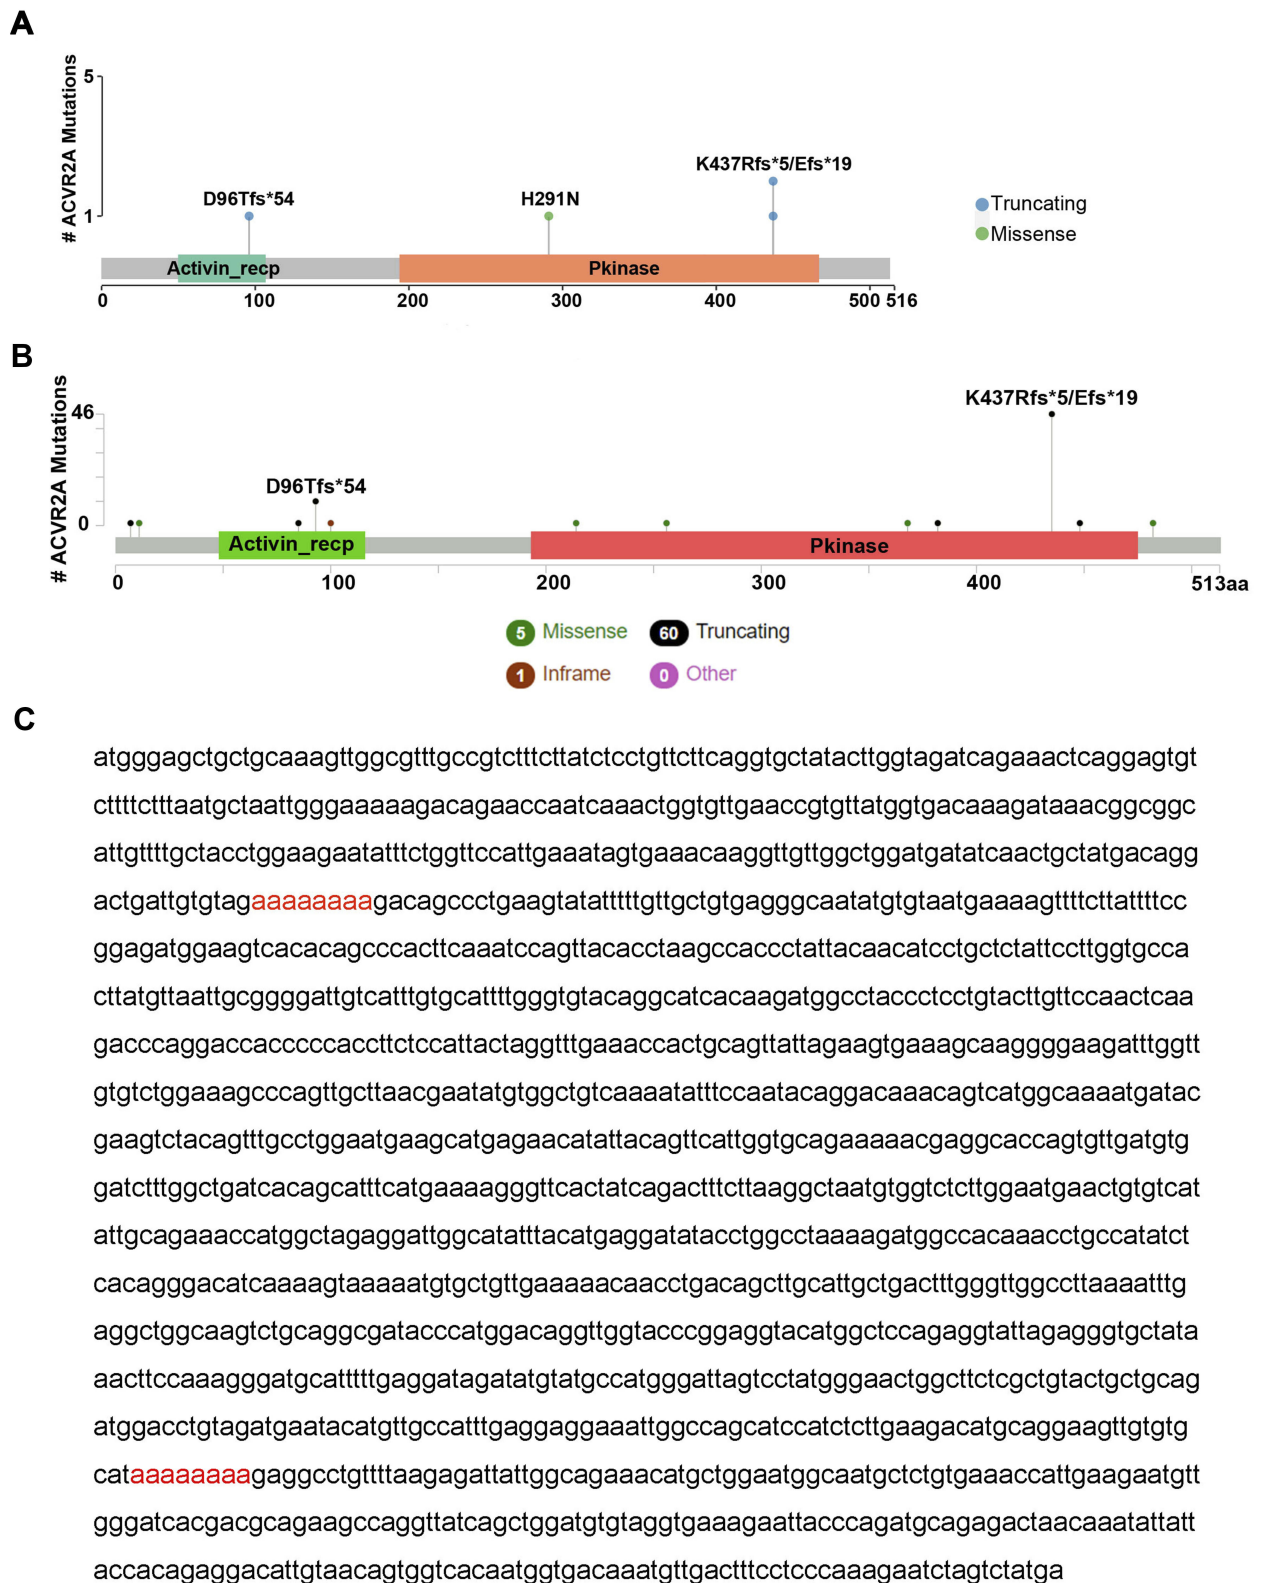 A
# ACVR2A Mutations
5
1
D96Tfs*54
H291N
K437Rfs*5/Efs*19
Truncating
Missense
Activin_recp
Pkinase
0 100 200 300 400 500 516
B
# ACVR2A Mutations
46
0
D96Tfs*54
K437Rfs*5/Efs*19
Activin_recp
Pkinase
0 100 200 300 400 513aa
5 Missense 60 Truncating
1 Inframe 0 Other
C
atgggagctgctgcaaagttggcgtttgccgtctttcttatctcctgttcttcaggtgctatacttggtagatcagaaactcaggagtgt
cttttctttaatgctaattgggaaaaagacagaaccaatcaaactggtgttgaaccgtgttatggtgacaaagataaacggcggc
attgttttgctacctggaagaatatttctggttccattgaaatagtgaaacaaggttgttggctggatgatatcaactgctatgacagg
actgattgtgtagaaaaaaaagacagccctgaagtatatttttgttgctgtgagggcaatatgtgtaatgaaaagttttcttattttcc
ggagatggaagtcacacagcccacttcaaatccagttacacctaagccaccctattacaacatcctgctctattccttggtgcca
cttatgttaattgcggggattgtcatttgtgcattttgggtgtacaggcatcacaagatggcctaccctcctgtacttgttccaactcaa
gacccaggaccacccccaccttctccattactaggtttgaaaccactgcagttattagaagtgaaagcaaggggaagatttggtt
gtgtctggaaagcccagttgcttaacgaatatgtggctgtcaaaatatttccaatacaggacaaacagtcatggcaaaatgatac
gaagtctacagtttgcctggaatgaagcatgagaacatattacagttcattggtgcagaaaaacgaggcaccagtgttgatgtg
gatctttggctgatcacagcatttcatgaaaagggttcactatcagactttcttaaggctaatgtggtctcttggaatgaactgtgtcat
attgcagaaaccatggctagaggattggcatatttacatgaggatatacctggcctaaaagatggccacaaacctgccatatct
cacagggacatcaaaagtaaaaatgtgctgttgaaaaacaacctgacagcttgcattgctgactttgggttggccttaaaatttg
aggctggcaagtctgcaggcgatacccatggacaggttggtacccggaggtacatggctccagaggtattagagggtgctata
aacttccaaagggatgcatttttgaggatagatatgtatgccatgggattagtcctatgggaactggcttctcgctgtactgctgcag
atggacctgtagatgaatacatgttgccatttgaggaggaaattggccagcatccatctcttgaagacatgcaggaagttgtgtg
cataaaaaaaagaggcctgttttaagagattattggcagaaacatgctggaatggcaatgctctgtgaaaccattgaagaatgtt
gggatcacgacgcagaagccaggttatcagctggatgtgtaggtgaaagaattacccagatgcagagactaacaaatattatt
accacagaggacattgtaacagtggtcacaatggtgacaaatgttgactttcctcccaaagaatctagtctatga